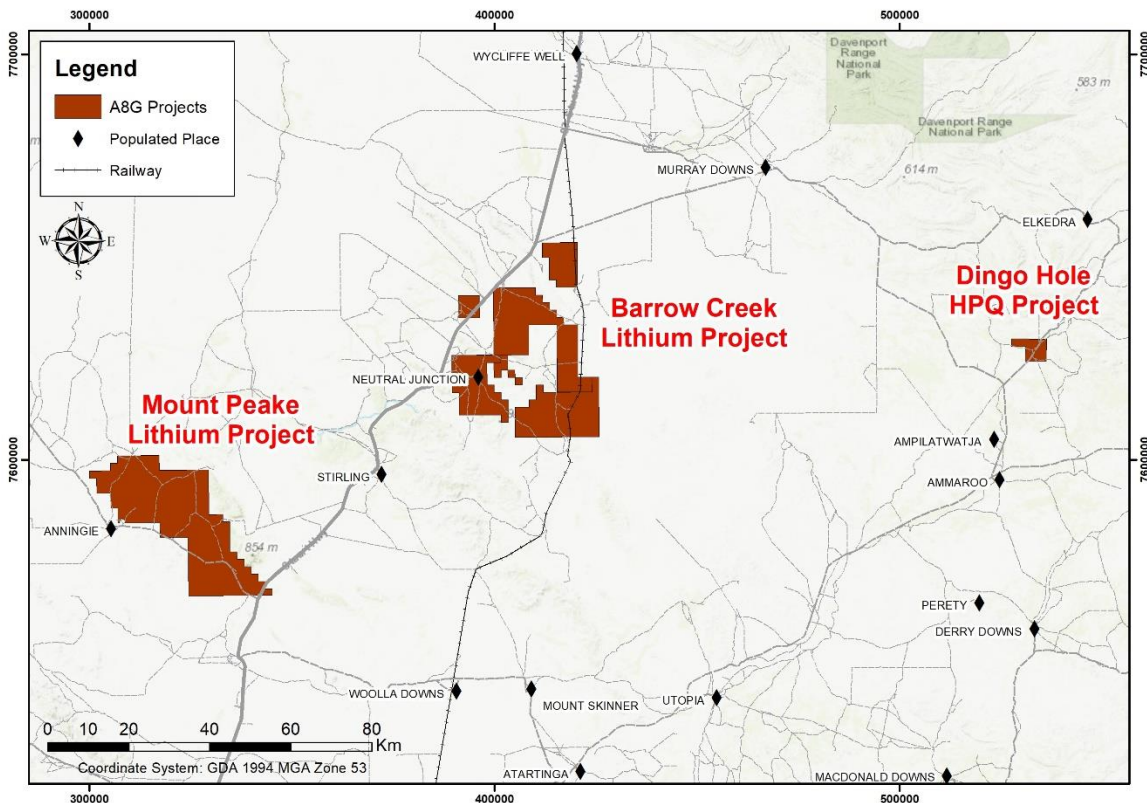 300000
400000
500000
7700000
7700000
Legend
A8G Projects
Populated Place
Railway
N
W
E
S
WYCLIFFE WELL
Davenport
Range
National
Park
583 m
Davenport Range
National Park
MURRAY DOWNS
614 m
ELKEDRA
Dingo Hole
HPQ Project
Barrow Creek
Lithium Project
NEUTRAL JUNCTION
Mount Peake
Lithium Project
AMPILATWATJA
7600000
7600000
STIRLING
AMMAROO
ANNINGIE
854 m
PERETY
DERRY DOWNS
WOOLLA DOWNS
MOUNT SKINNER
UTOPIA
0 10 20 40 60 80
Km
Coordinate System: GDA 1994 MGA Zone 53
ATARTINGA
MACDONALD DOWNS
300000
400000
500000